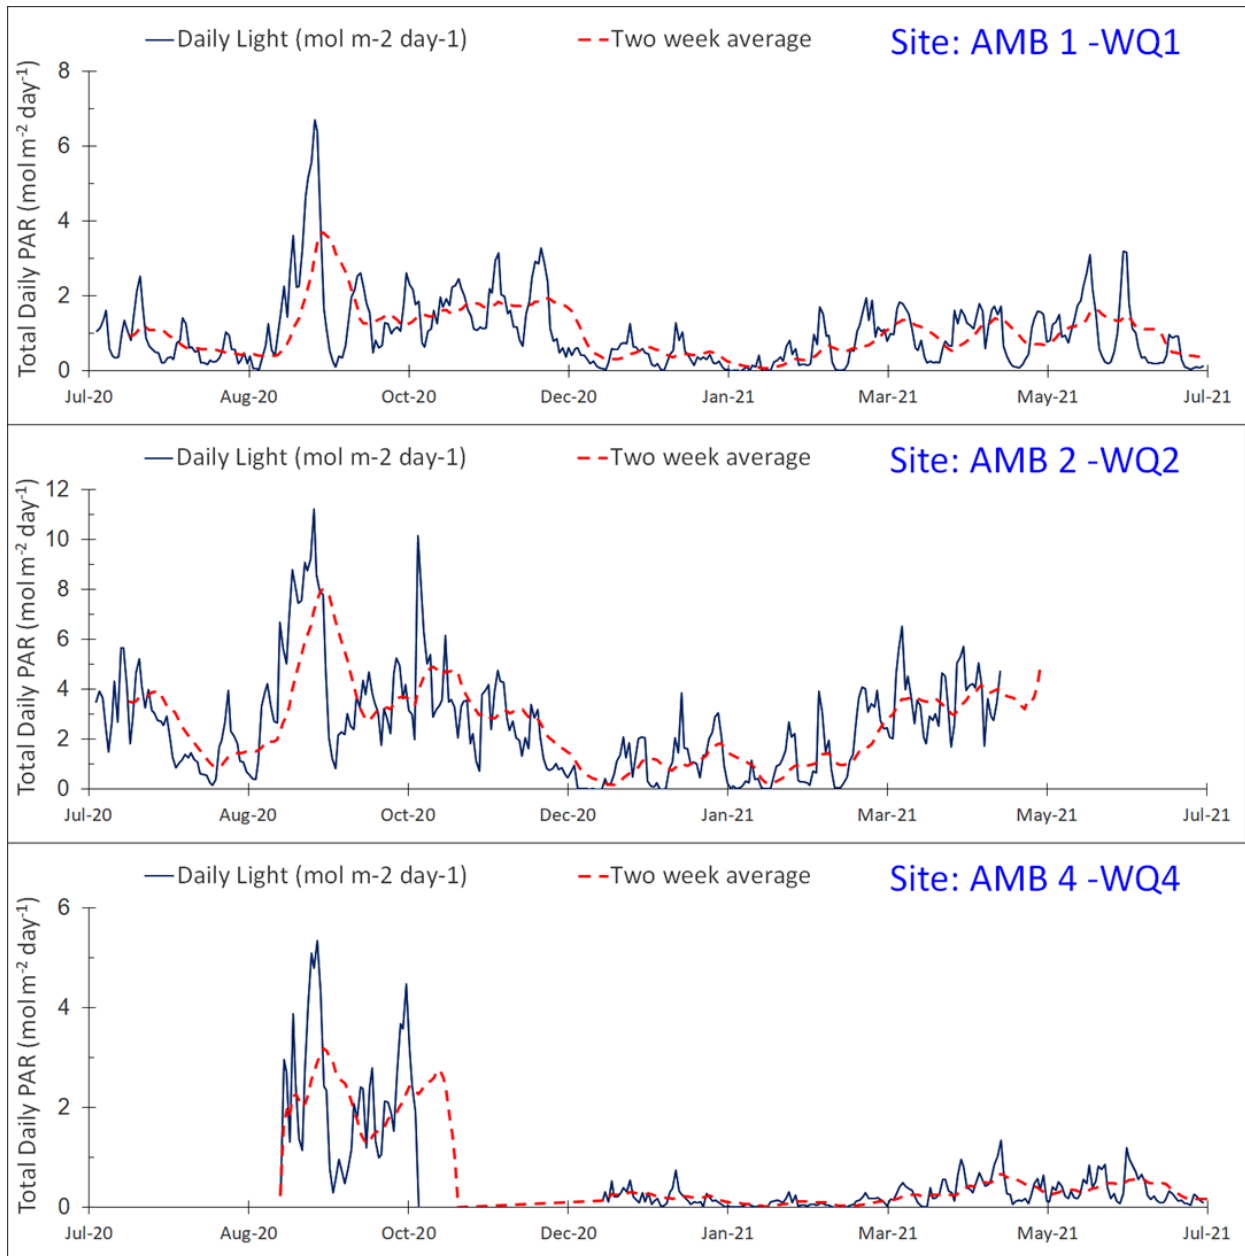 Daily Light (mol m-2 day-1) Two week average Site: AMB 1 -WQ1
Total Daily PAR (mol m⁻² day⁻¹)
8
6
4
2
0
Jul-20 Aug-20 Oct-20 Dec-20 Jan-21 Mar-21 May-21 Jul-21
Daily Light (mol m-2 day-1) Two week average Site: AMB 2 -WQ2
Total Daily PAR (mol m⁻² day⁻¹)
12
10
8
6
4
2
0
Jul-20 Aug-20 Oct-20 Dec-20 Jan-21 Mar-21 May-21 Jul-21
Daily Light (mol m-2 day-1) Two week average Site: AMB 4 -WQ4
Total Daily PAR (mol m⁻² day⁻¹)
6
4
2
0
Jul-20 Aug-20 Oct-20 Dec-20 Jan-21 Mar-21 May-21 Jul-21